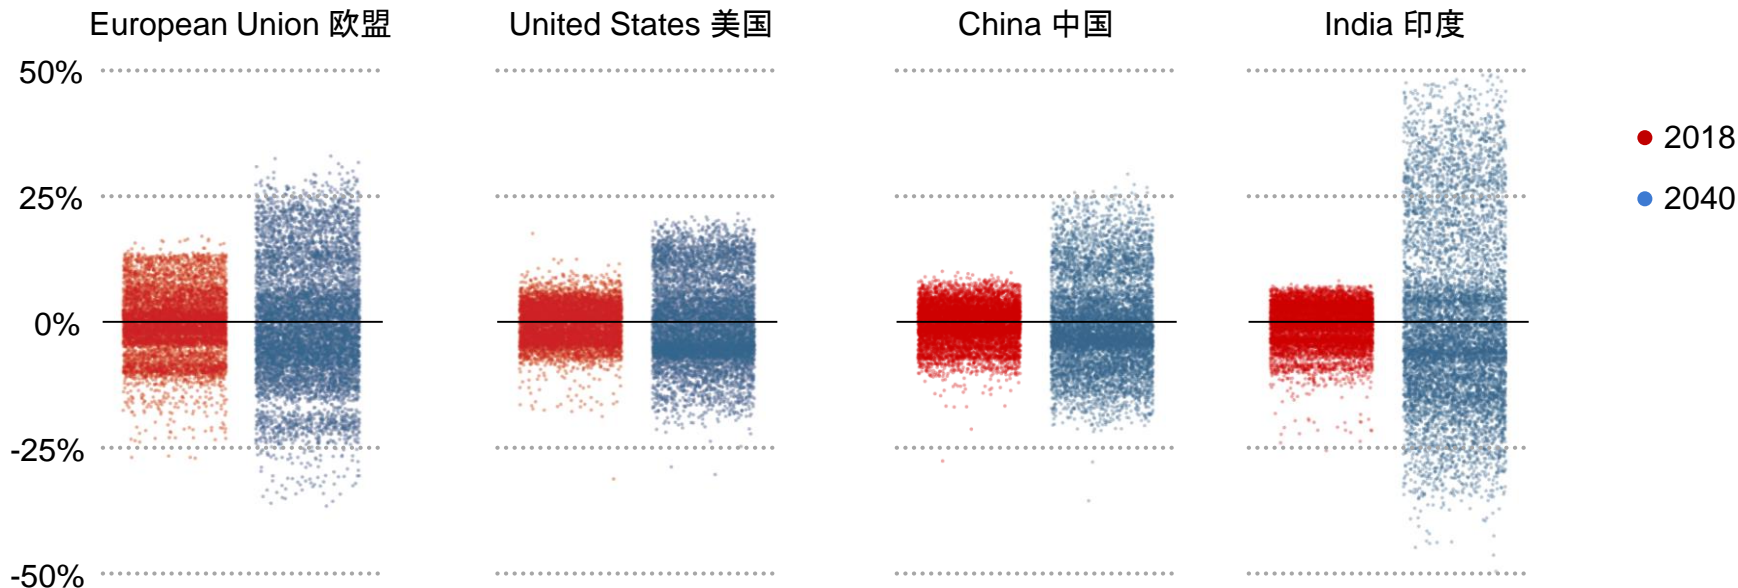 European Union 欧盟
United States 美国
China 中国
India 印度
50%
25%
0%
-25%
-50%
2018
2040